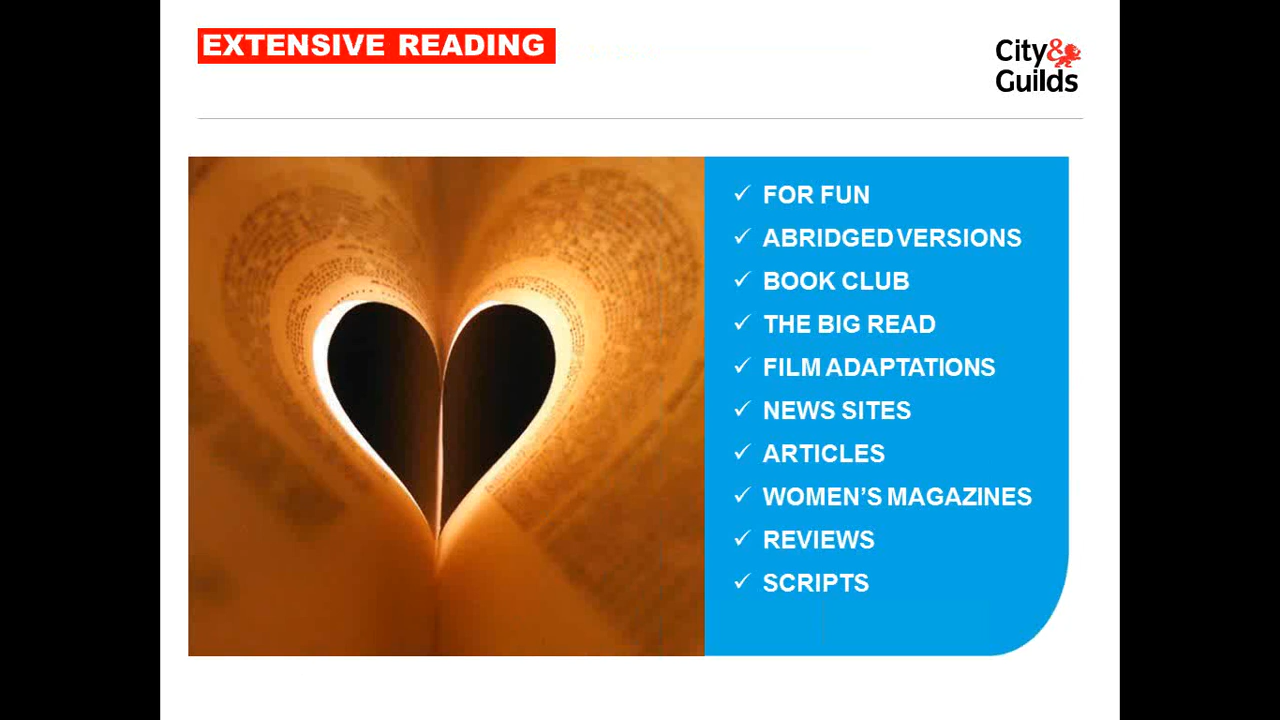 EXTENSIVE READING
City&
Guilds
FOR FUN
ABRIDGED VERSIONS
BOOK CLUB
THE BIG READ
FILM ADAPTATIONS
NEWS SITES
ARTICLES
WOMEN'S MAGAZINES
REVIEWS
SCRIPTS